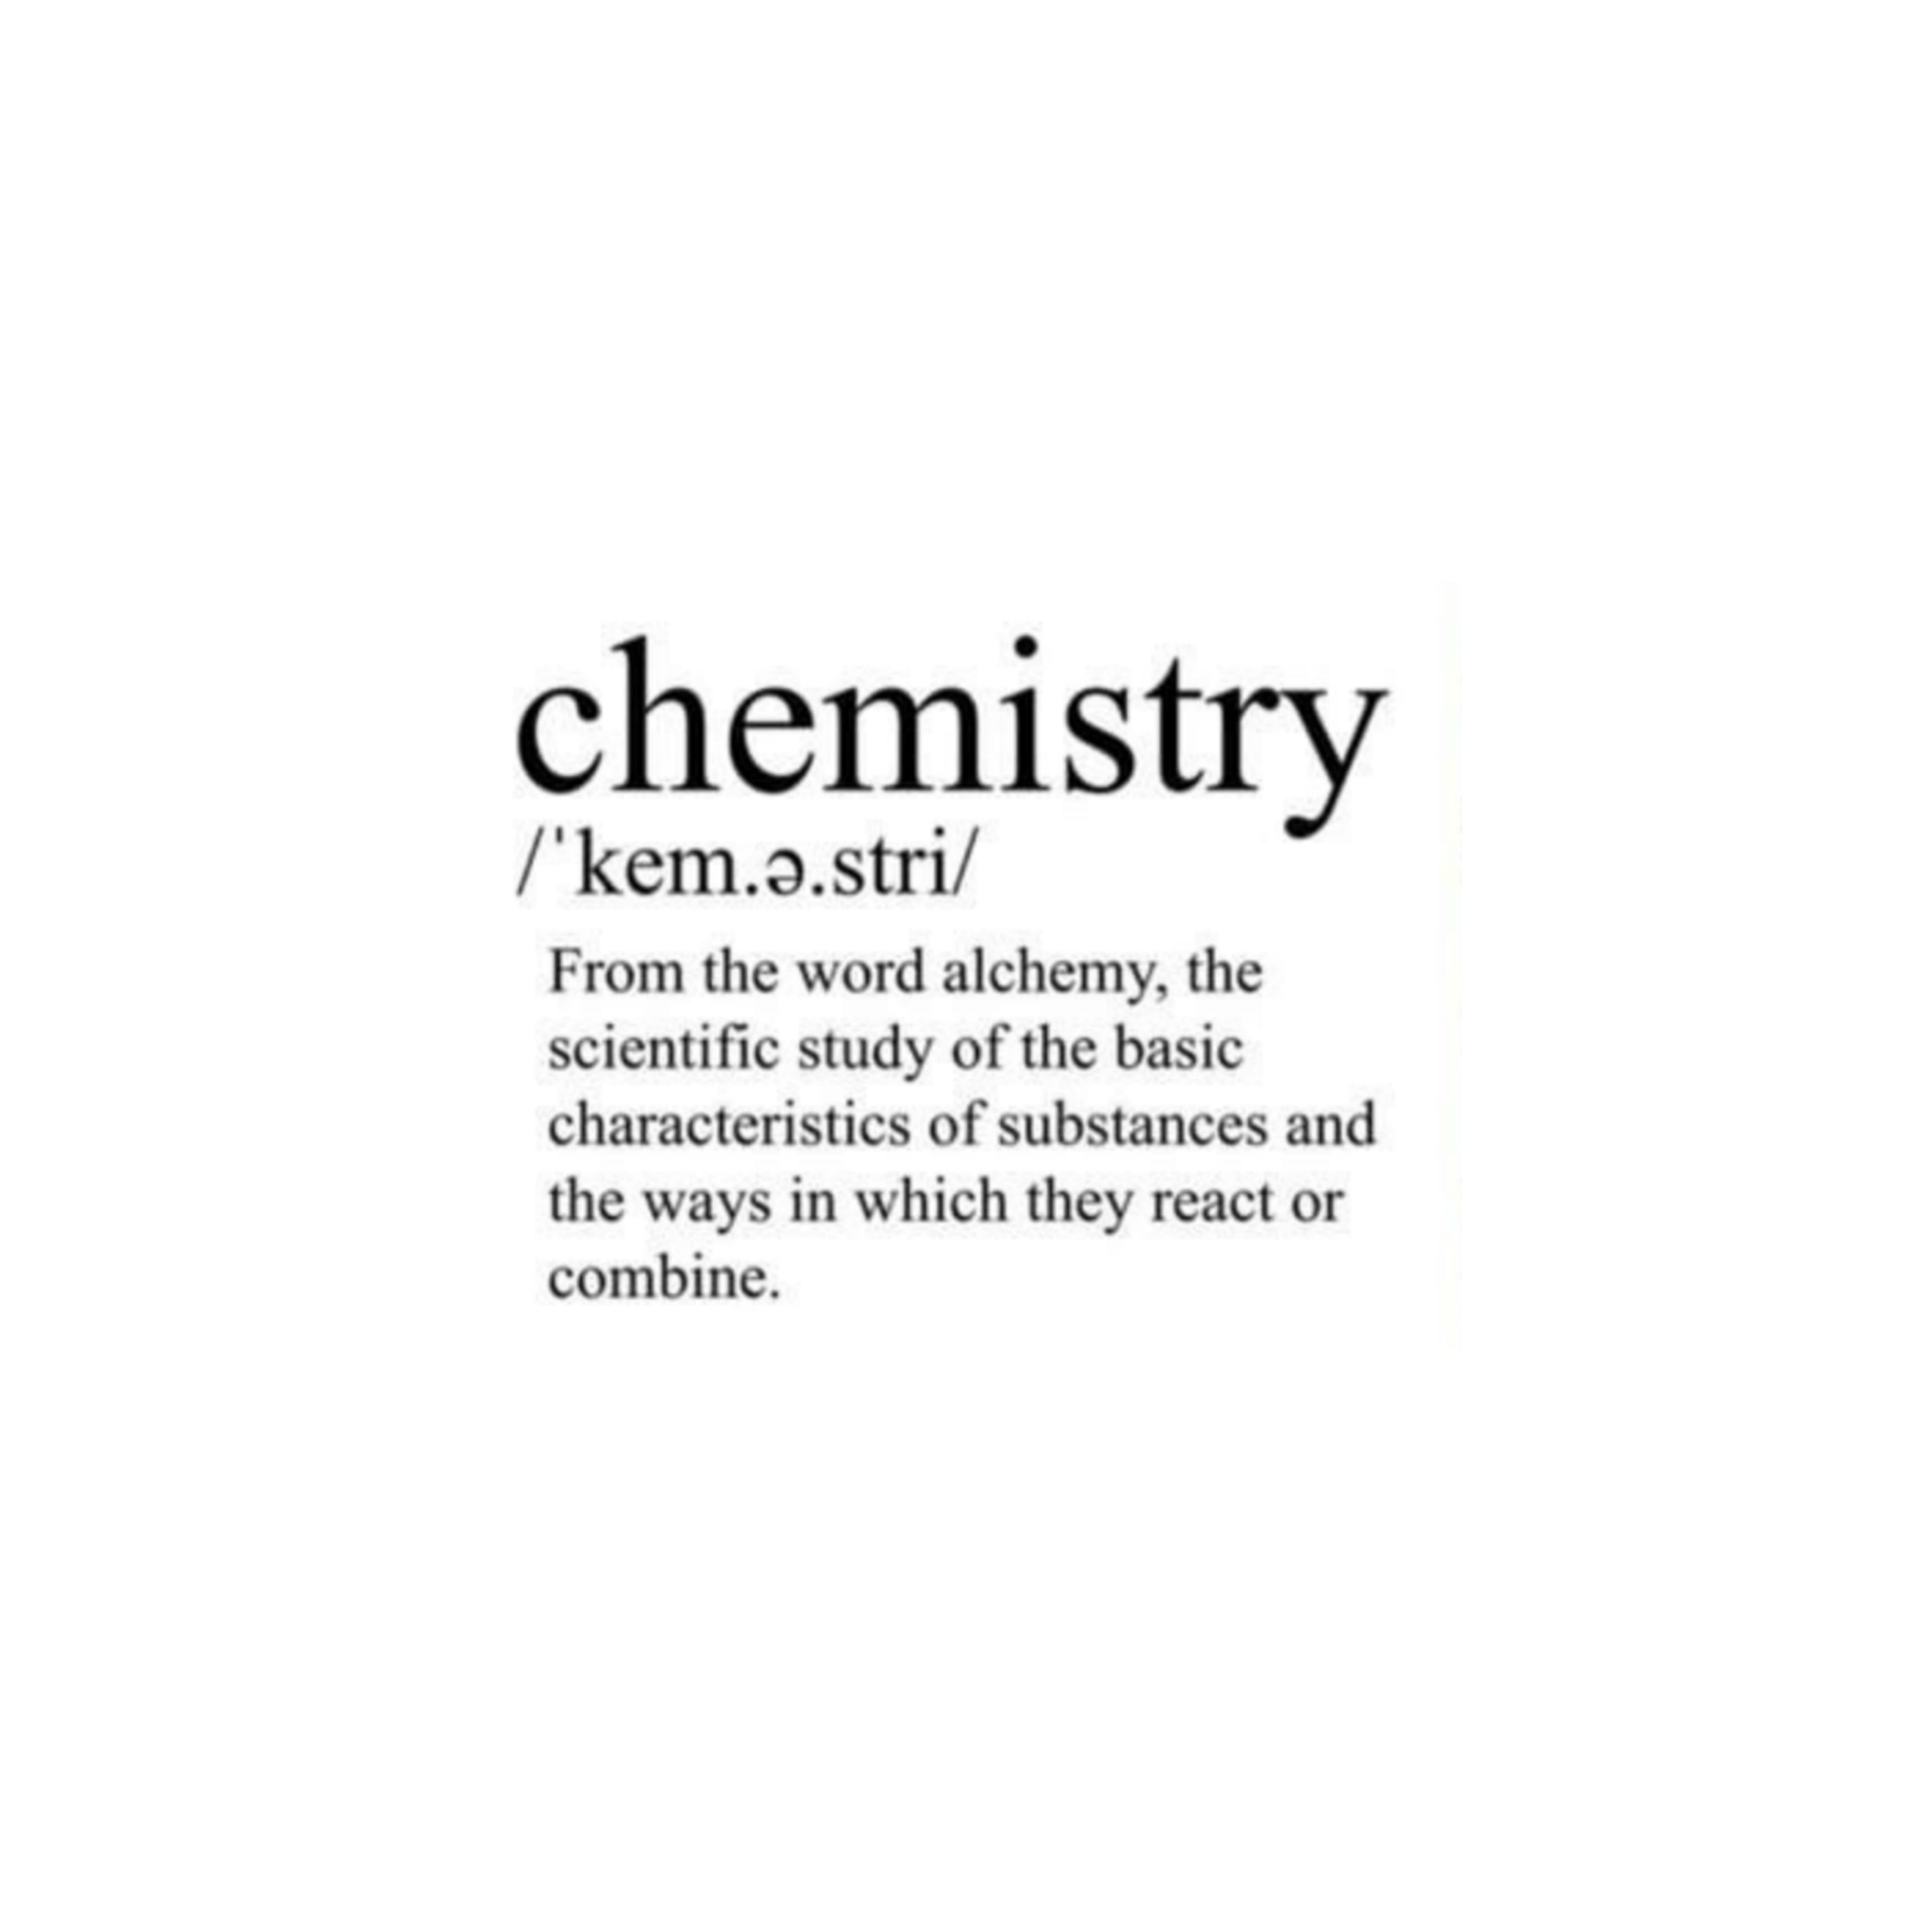 chemistry
/ˈkem.ə.stri/
From the word alchemy, the
scientific study of the basic
characteristics of substances and
the ways in which they react or
combine.